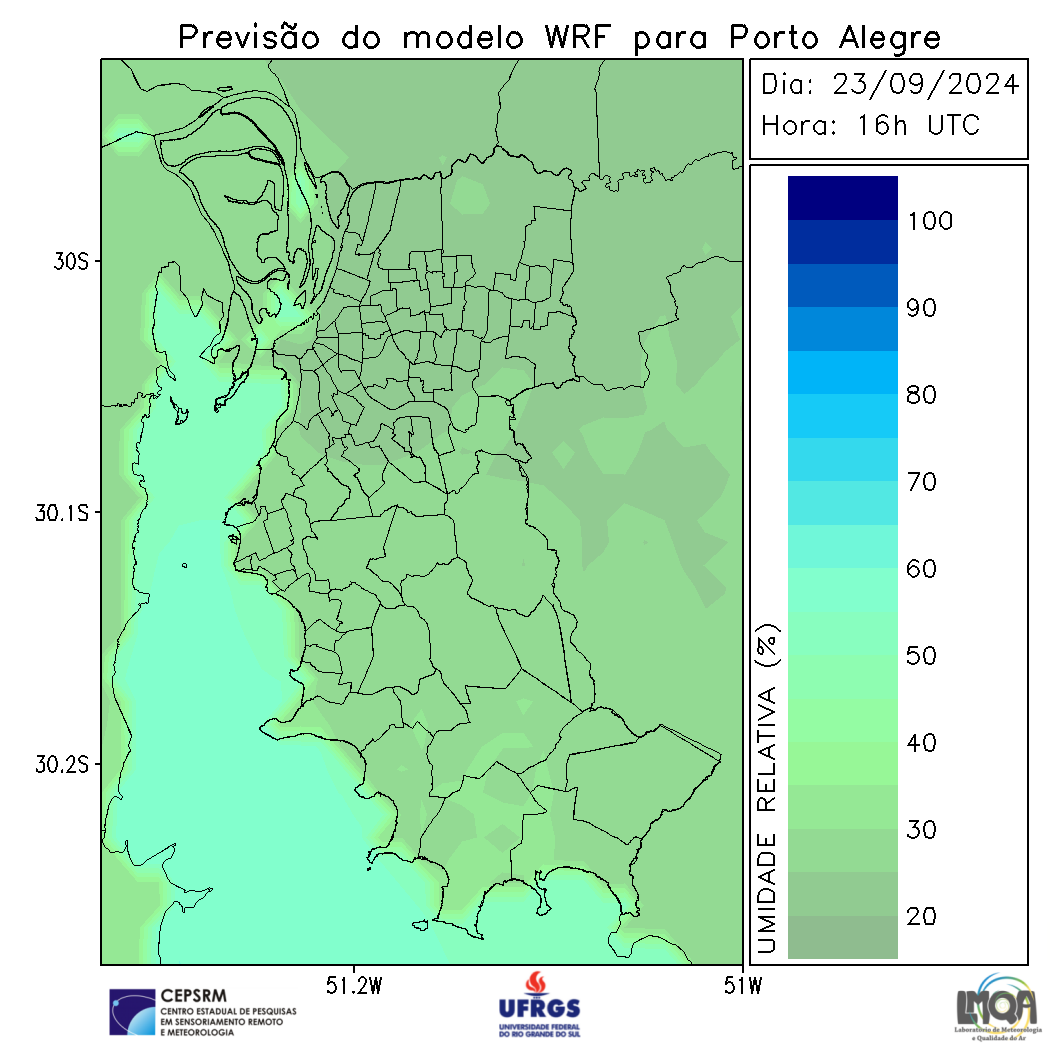 Previsão do modelo WRF para Porto Alegre
Dia: 23/09/2024
Hora: 16h UTC
30S
30.1S
30.2S
51.2W
51W
UMIDADE RELATIVA (%)
100
90
80
70
60
50
40
30
20
CEPSRM
CENTRO ESTADUAL DE PESQUISAS
EM SENSORIAMENTO REMOTO
E METEOROLOGIA
UFRGS
UNIVERSIDADE FEDERAL
DO RIO GRANDE DO SUL
LMQA
Laboratório de Meteorologia
e Qualidade do Ar